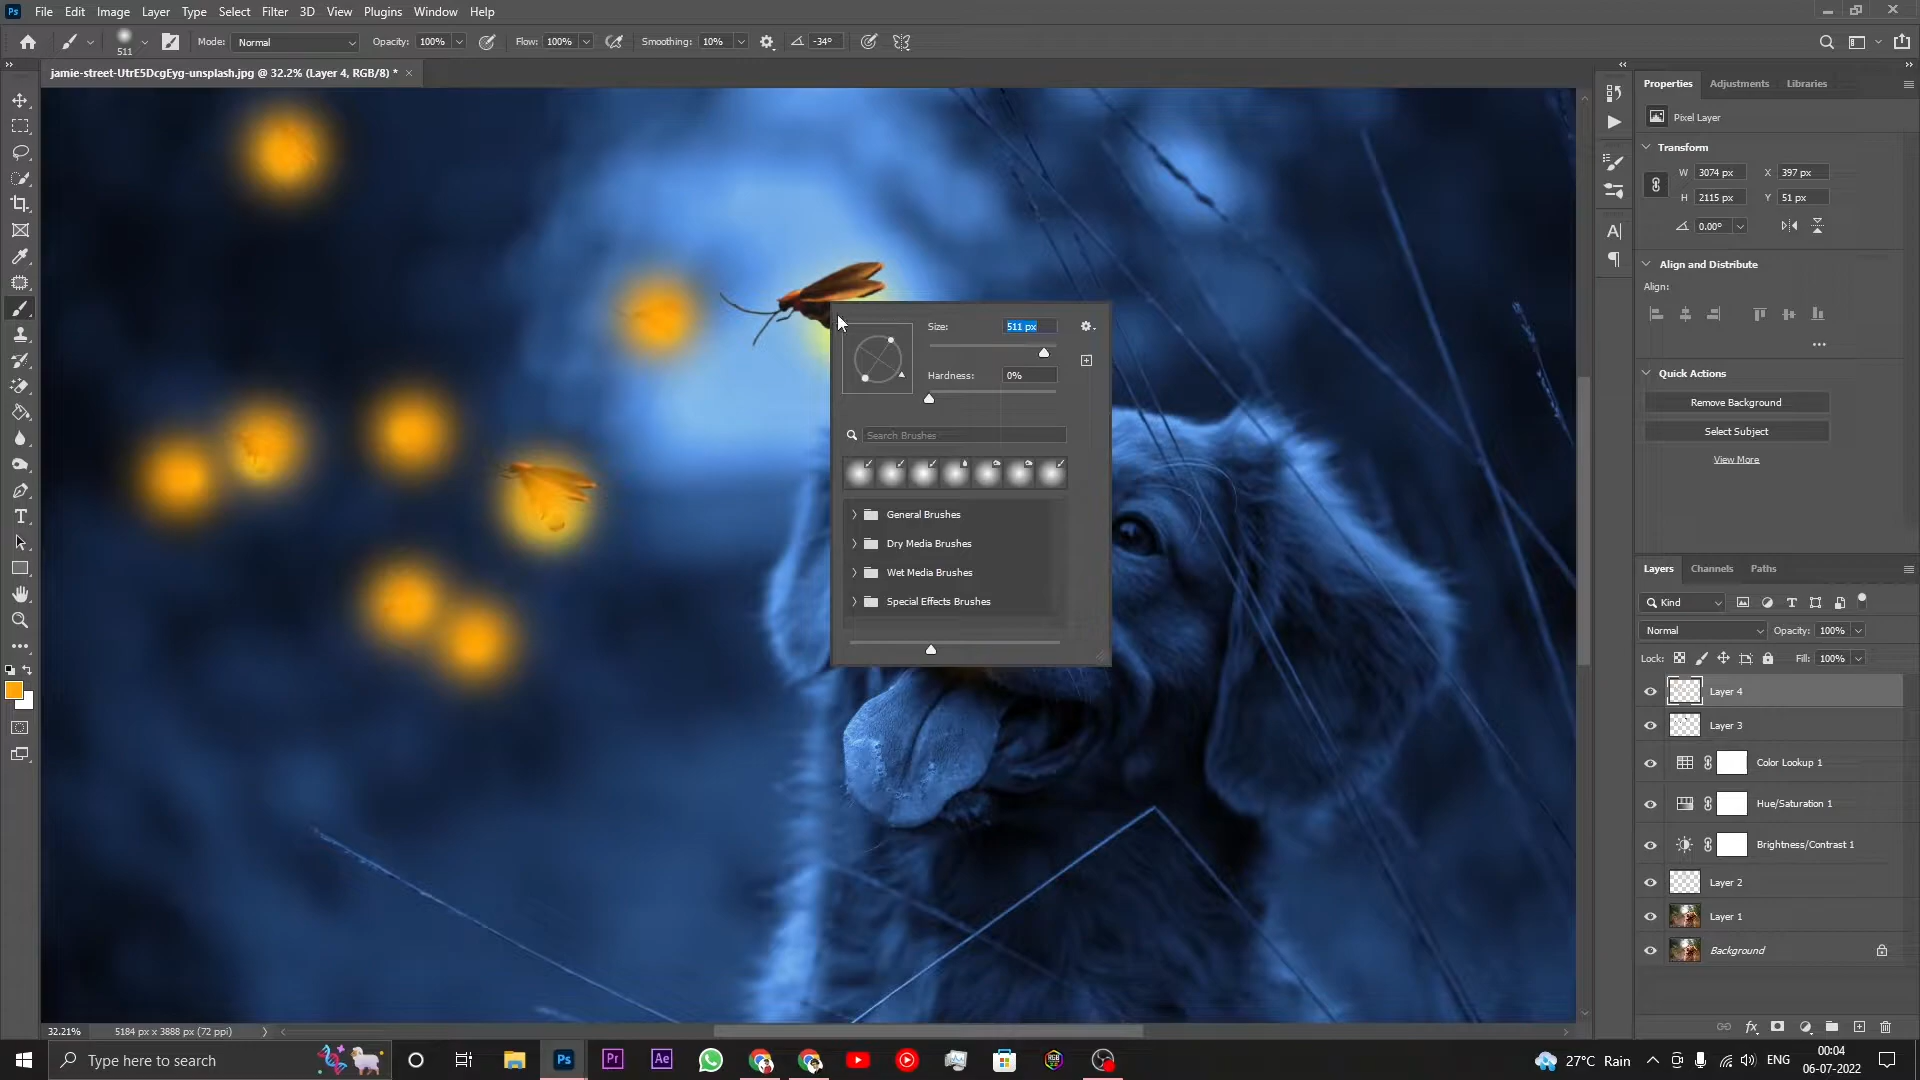 Ps File Edit Image Layer Type Select Filter 3D View Plugins Window Help
511 Mode: Normal Opacity: 100% Flow: 100% Smoothing: 10% -34°
jamie-street-UtrE5DcgEyg-unsplash.jpg @ 32.2% (Layer 4, RGB/8) *
Properties Adjustments Libraries
Pixel Layer
Transform
W 3074 px X 397 px
H 2115 px Y 51 px
0.00°
Align and Distribute
Align:
Quick Actions
Remove Background
Select Subject
View More
Size: 511 px
Hardness: 0%
Search Brushes
General Brushes
Dry Media Brushes
Wet Media Brushes
Special Effects Brushes
Layers Channels Paths
Kind
Normal Opacity: 100%
Lock: Fill: 100%
Layer 4
Layer 3
Color Lookup 1
Hue/Saturation 1
Brightness/Contrast 1
Layer 2
Layer 1
Background
32.21% 5184 px x 3888 px (72 ppi)
Type here to search Ps Pr Ae 27°C Rain ENG 00:04
06-07-2022